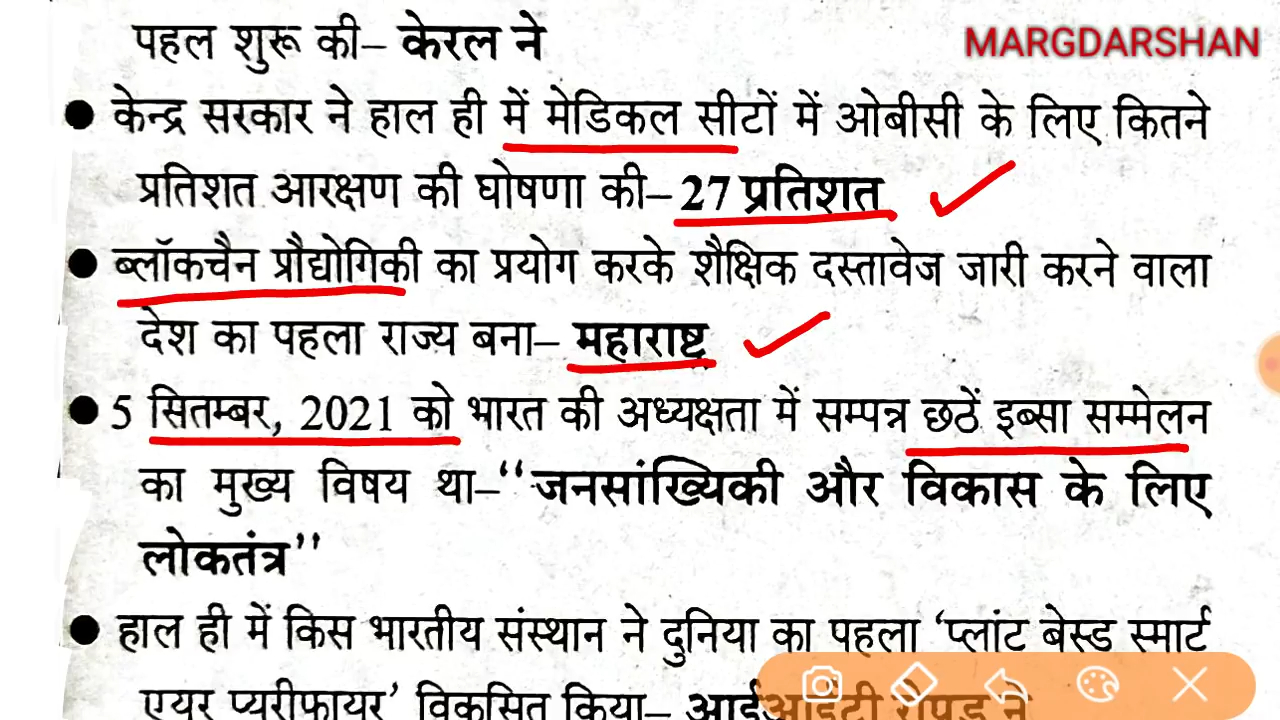 पहल शुरू की– केरल ने
MARGDARSHAN
● केन्द्र सरकार ने हाल ही में मेडिकल सीटों में ओबीसी के लिए कितने
प्रतिशत आरक्षण की घोषणा की– 27 प्रतिशत
● ब्लॉकचैन प्रौद्योगिकी का प्रयोग करके शैक्षिक दस्तावेज जारी करने वाला
देश का पहला राज्य बना– महाराष्ट्र
● 5 सितम्बर, 2021 को भारत की अध्यक्षता में सम्पन्न छठें इब्सा सम्मेलन
का मुख्य विषय था–“जनसांख्यिकी और विकास के लिए
लोकतंत्र”
● हाल ही में किस भारतीय संस्थान ने दुनिया का पहला ‘प्लांट बेस्ड स्मार्ट
एयर प्यूरीफायर’ विकसित किया– आईआईटी रोपड़ ने